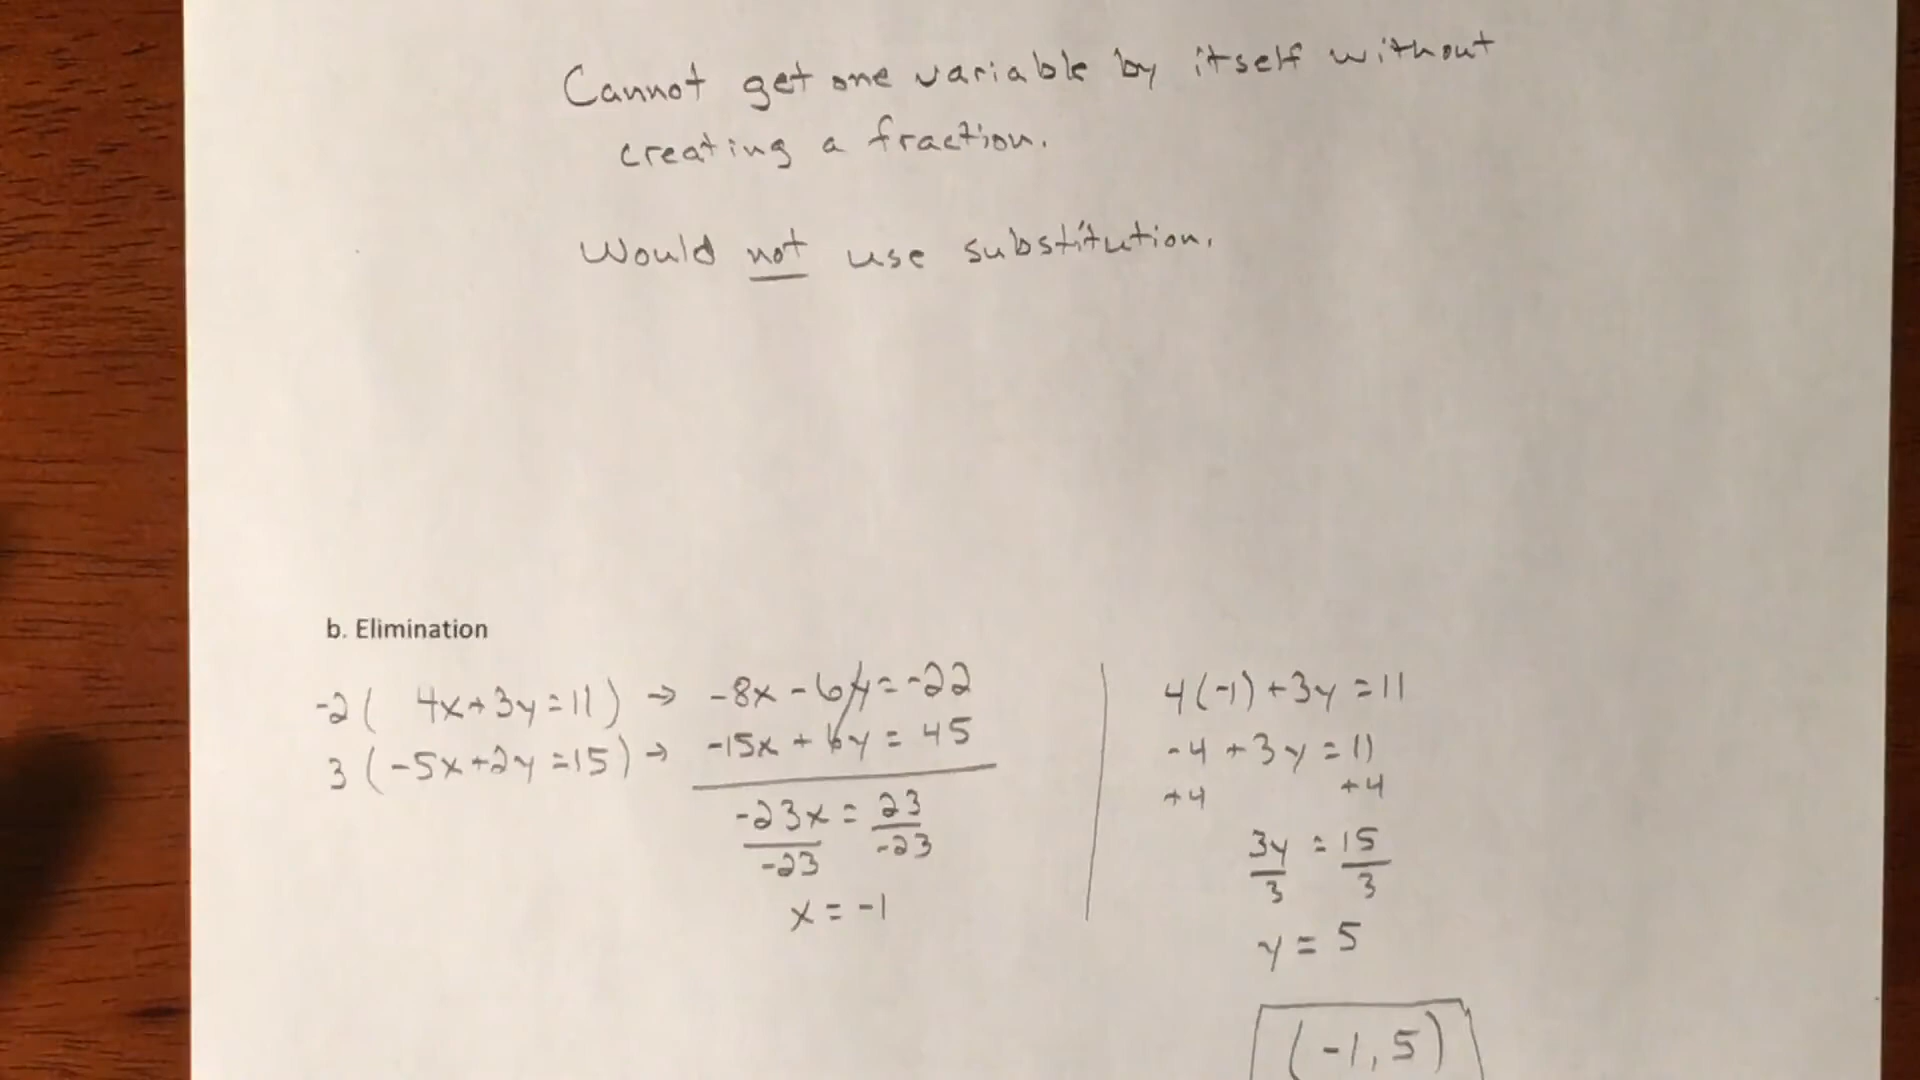 Cannot get one variable by itself without
creating a fraction.
Would not use substitution.
b. Elimination
-2( 4x+3y=11) → -8x-6y=-22
3(-5x+2y=15) → -15x+6y=45
-23x = 23
-23 -23
x = -1
4(-1)+3y=11
-4+3y=11
+4 +4
3y = 15
3 3
y = 5
(-1,5)